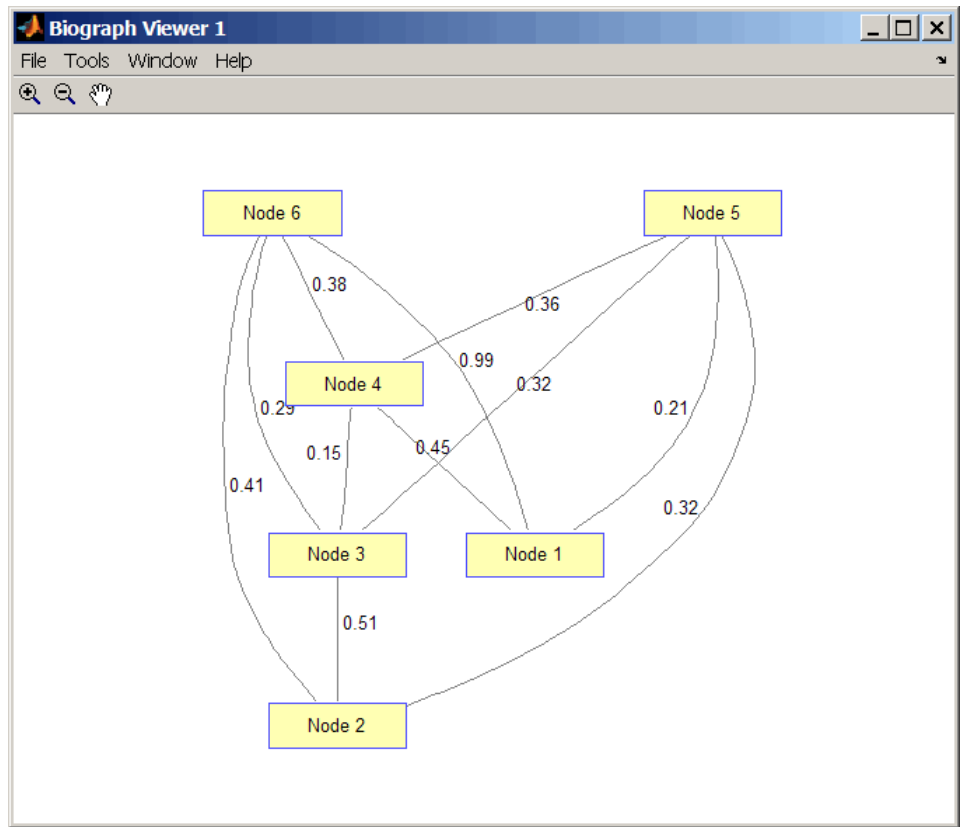 Biograph Viewer 1
File Tools Window Help
Node 6 Node 5
0.38
0.36
0.99
Node 4 0.32
0.29 0.21
0.15 0.45
0.41
0.32
Node 3 Node 1
0.51
Node 2